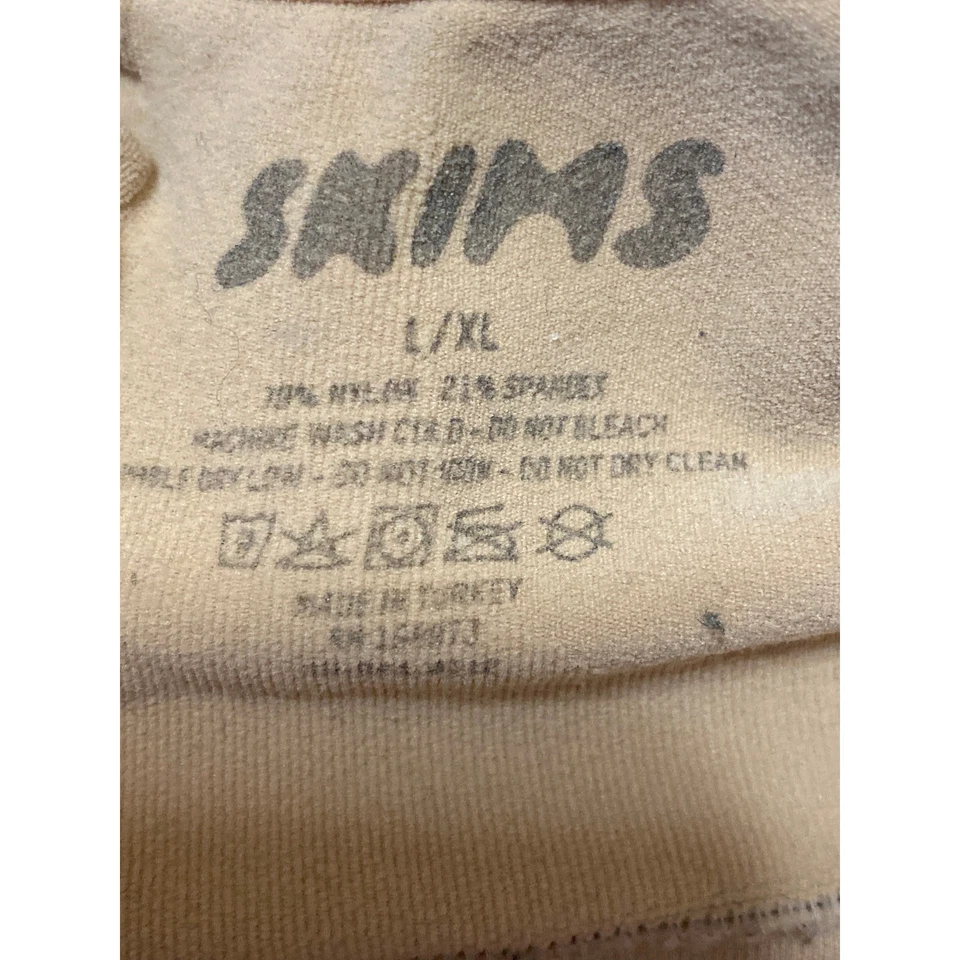 SKIMS
L/XL
79% NYLON 21% SPANDEX
MACHINE WASH COLD - DO NOT BLEACH
DRY LOW - DO NOT IRON - DO NOT DRY CLEAN
MADE IN TURKEY